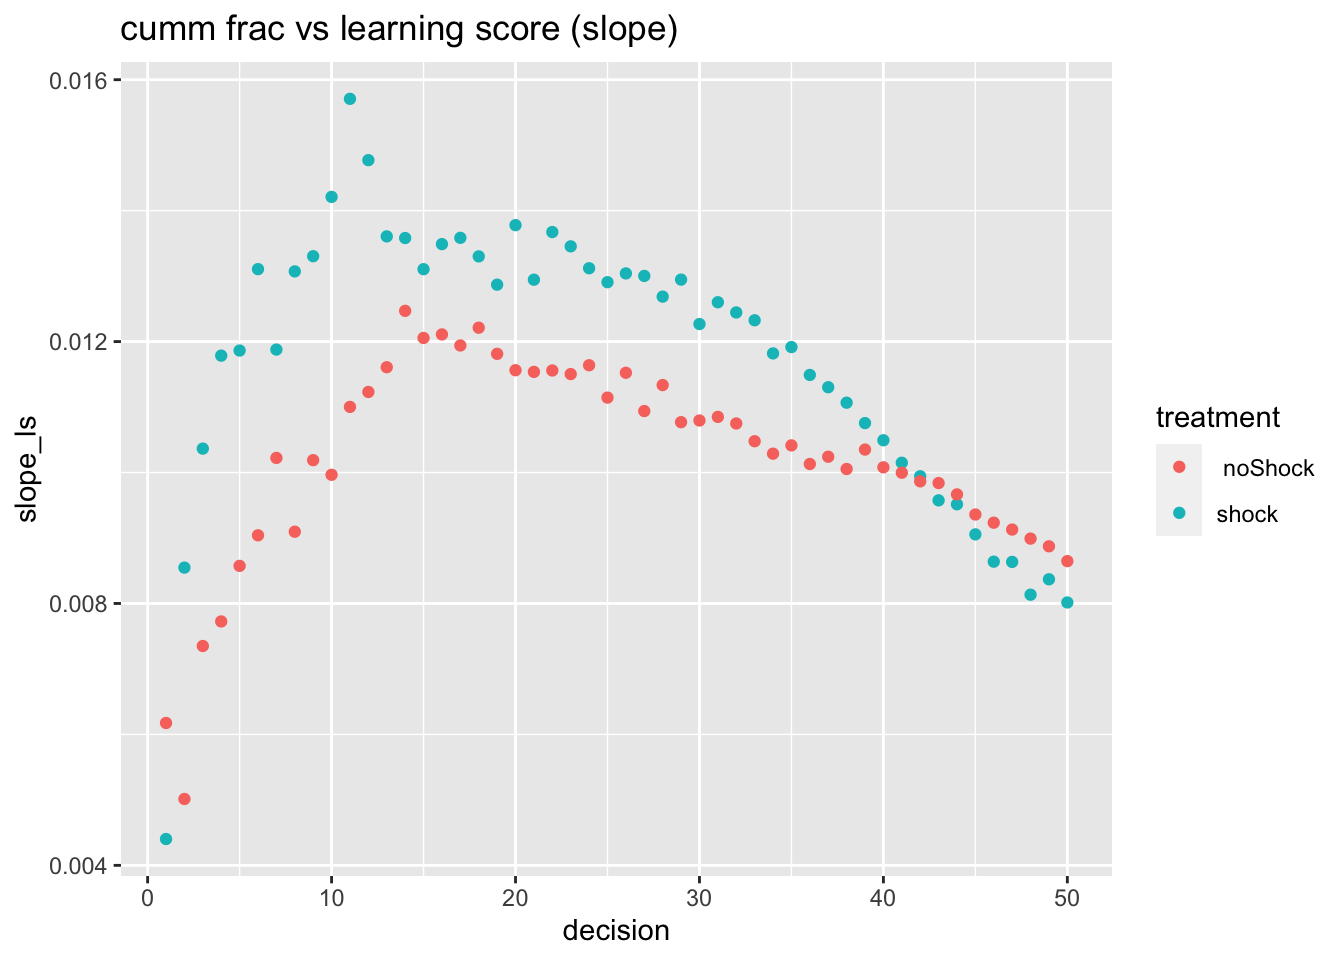 cumm frac vs learning score (slope)
0.016
0.012
0.008
0.004
slope_ls
0 10 20 30 40 50
decision
treatment
noShock
shock